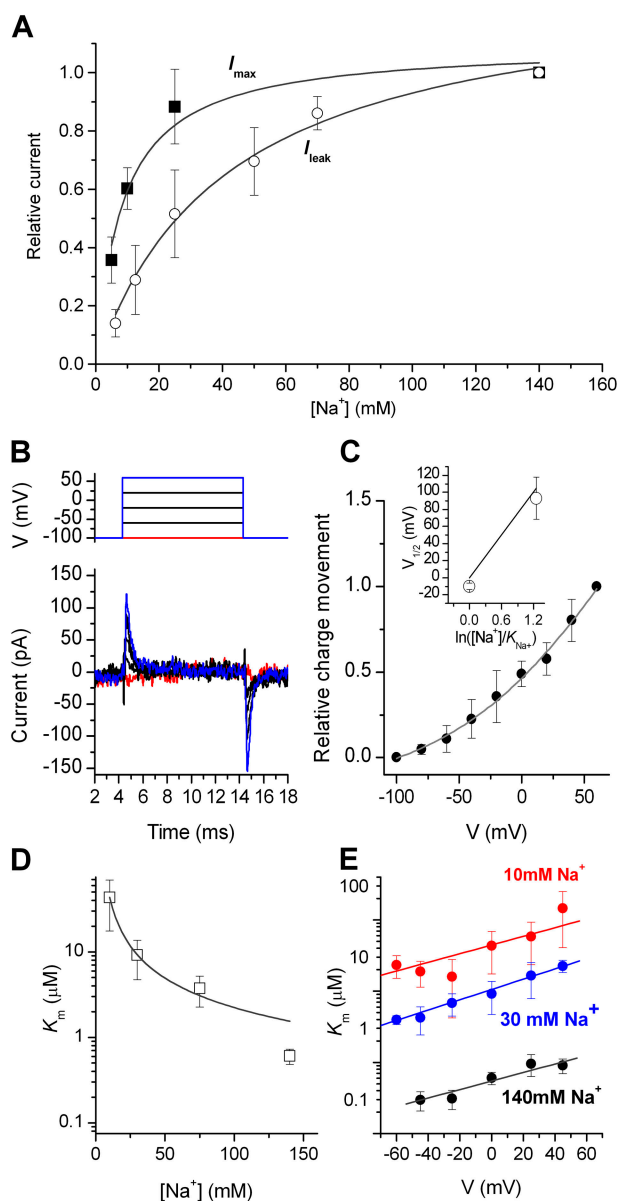 A
Relative current
1.0
0.8
0.6
0.4
0.2
0.0
I max
I leak
0 20 40 60 80 100 120 140 160
[Na+] (mM)
B
V (mV)
50
0
-50
-100
Current (pA)
150
100
50
0
-50
-100
-150
2 4 6 8 10 12 14 16 18
Time (ms)
C
Relative charge movement
1.5
1.0
0.5
0.0
V1/2 (mV)
120
100
80
60
40
20
0
-20
0.0 0.4 0.8 1.2
ln([Na+]/KNa+)
-100 -50 0 50
V (mV)
D
Km (µM)
10
1
0.1
0 50 100 150
[Na+] (mM)
E
Km (µM)
100
10
1
0.1
10mM Na+
30 mM Na+
140mM Na+
-60 -40 -20 0 20 40 60
V (mV)